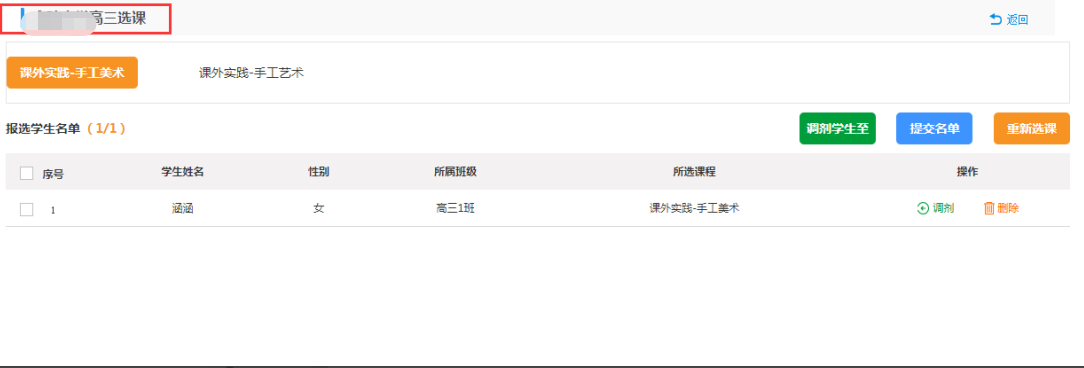 高三选课
返回
课外实践-手工美术 课外实践-手工艺术
报选学生名单（1/1） 调剂学生至 提交名单 重新选课
序号 学生姓名 性别 所属班级 所选课程 操作
1 涵涵 女 高三1班 课外实践-手工美术 调剂 删除